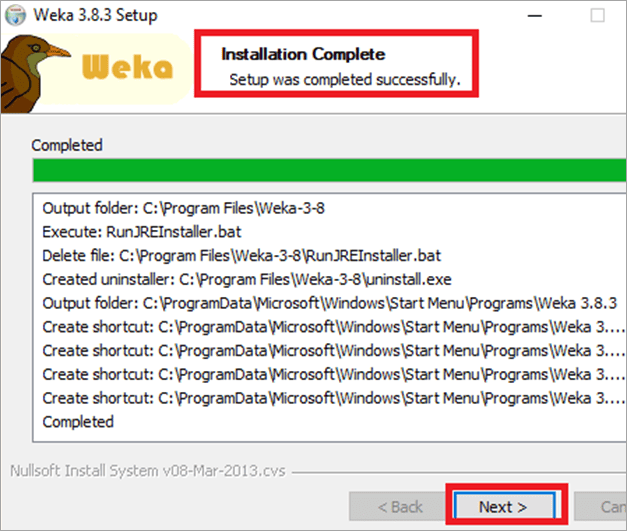 Weka 3.8.3 Setup
Weka
Installation Complete
Setup was completed successfully.
Completed
Output folder: C:\Program Files\Weka-3-8
Execute: RunJREInstaller.bat
Delete file: C:\Program Files\Weka-3-8\RunJREInstaller.bat
Created uninstaller: C:\Program Files\Weka-3-8\uninstall.exe
Output folder: C:\ProgramData\Microsoft\Windows\Start Menu\Programs\Weka 3.8.3
Create shortcut: C:\ProgramData\Microsoft\Windows\Start Menu\Programs\Weka 3....
Create shortcut: C:\ProgramData\Microsoft\Windows\Start Menu\Programs\Weka 3....
Create shortcut: C:\ProgramData\Microsoft\Windows\Start Menu\Programs\Weka 3....
Create shortcut: C:\ProgramData\Microsoft\Windows\Start Menu\Programs\Weka 3....
Completed
Nullsoft Install System v08-Mar-2013.cvs
< Back Next > Can